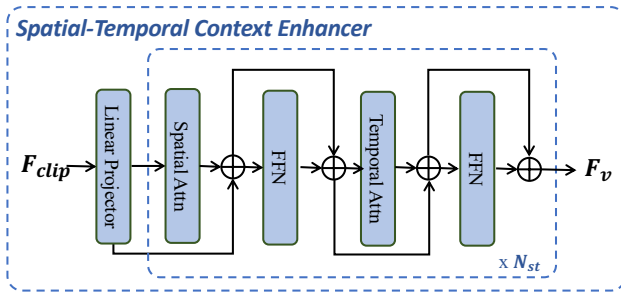 Spatial-Temporal Context Enhancer
F_clip
Linear Projector
Spatial Attn
FFN
Temporal Attn
FFN
F_v
x N_st